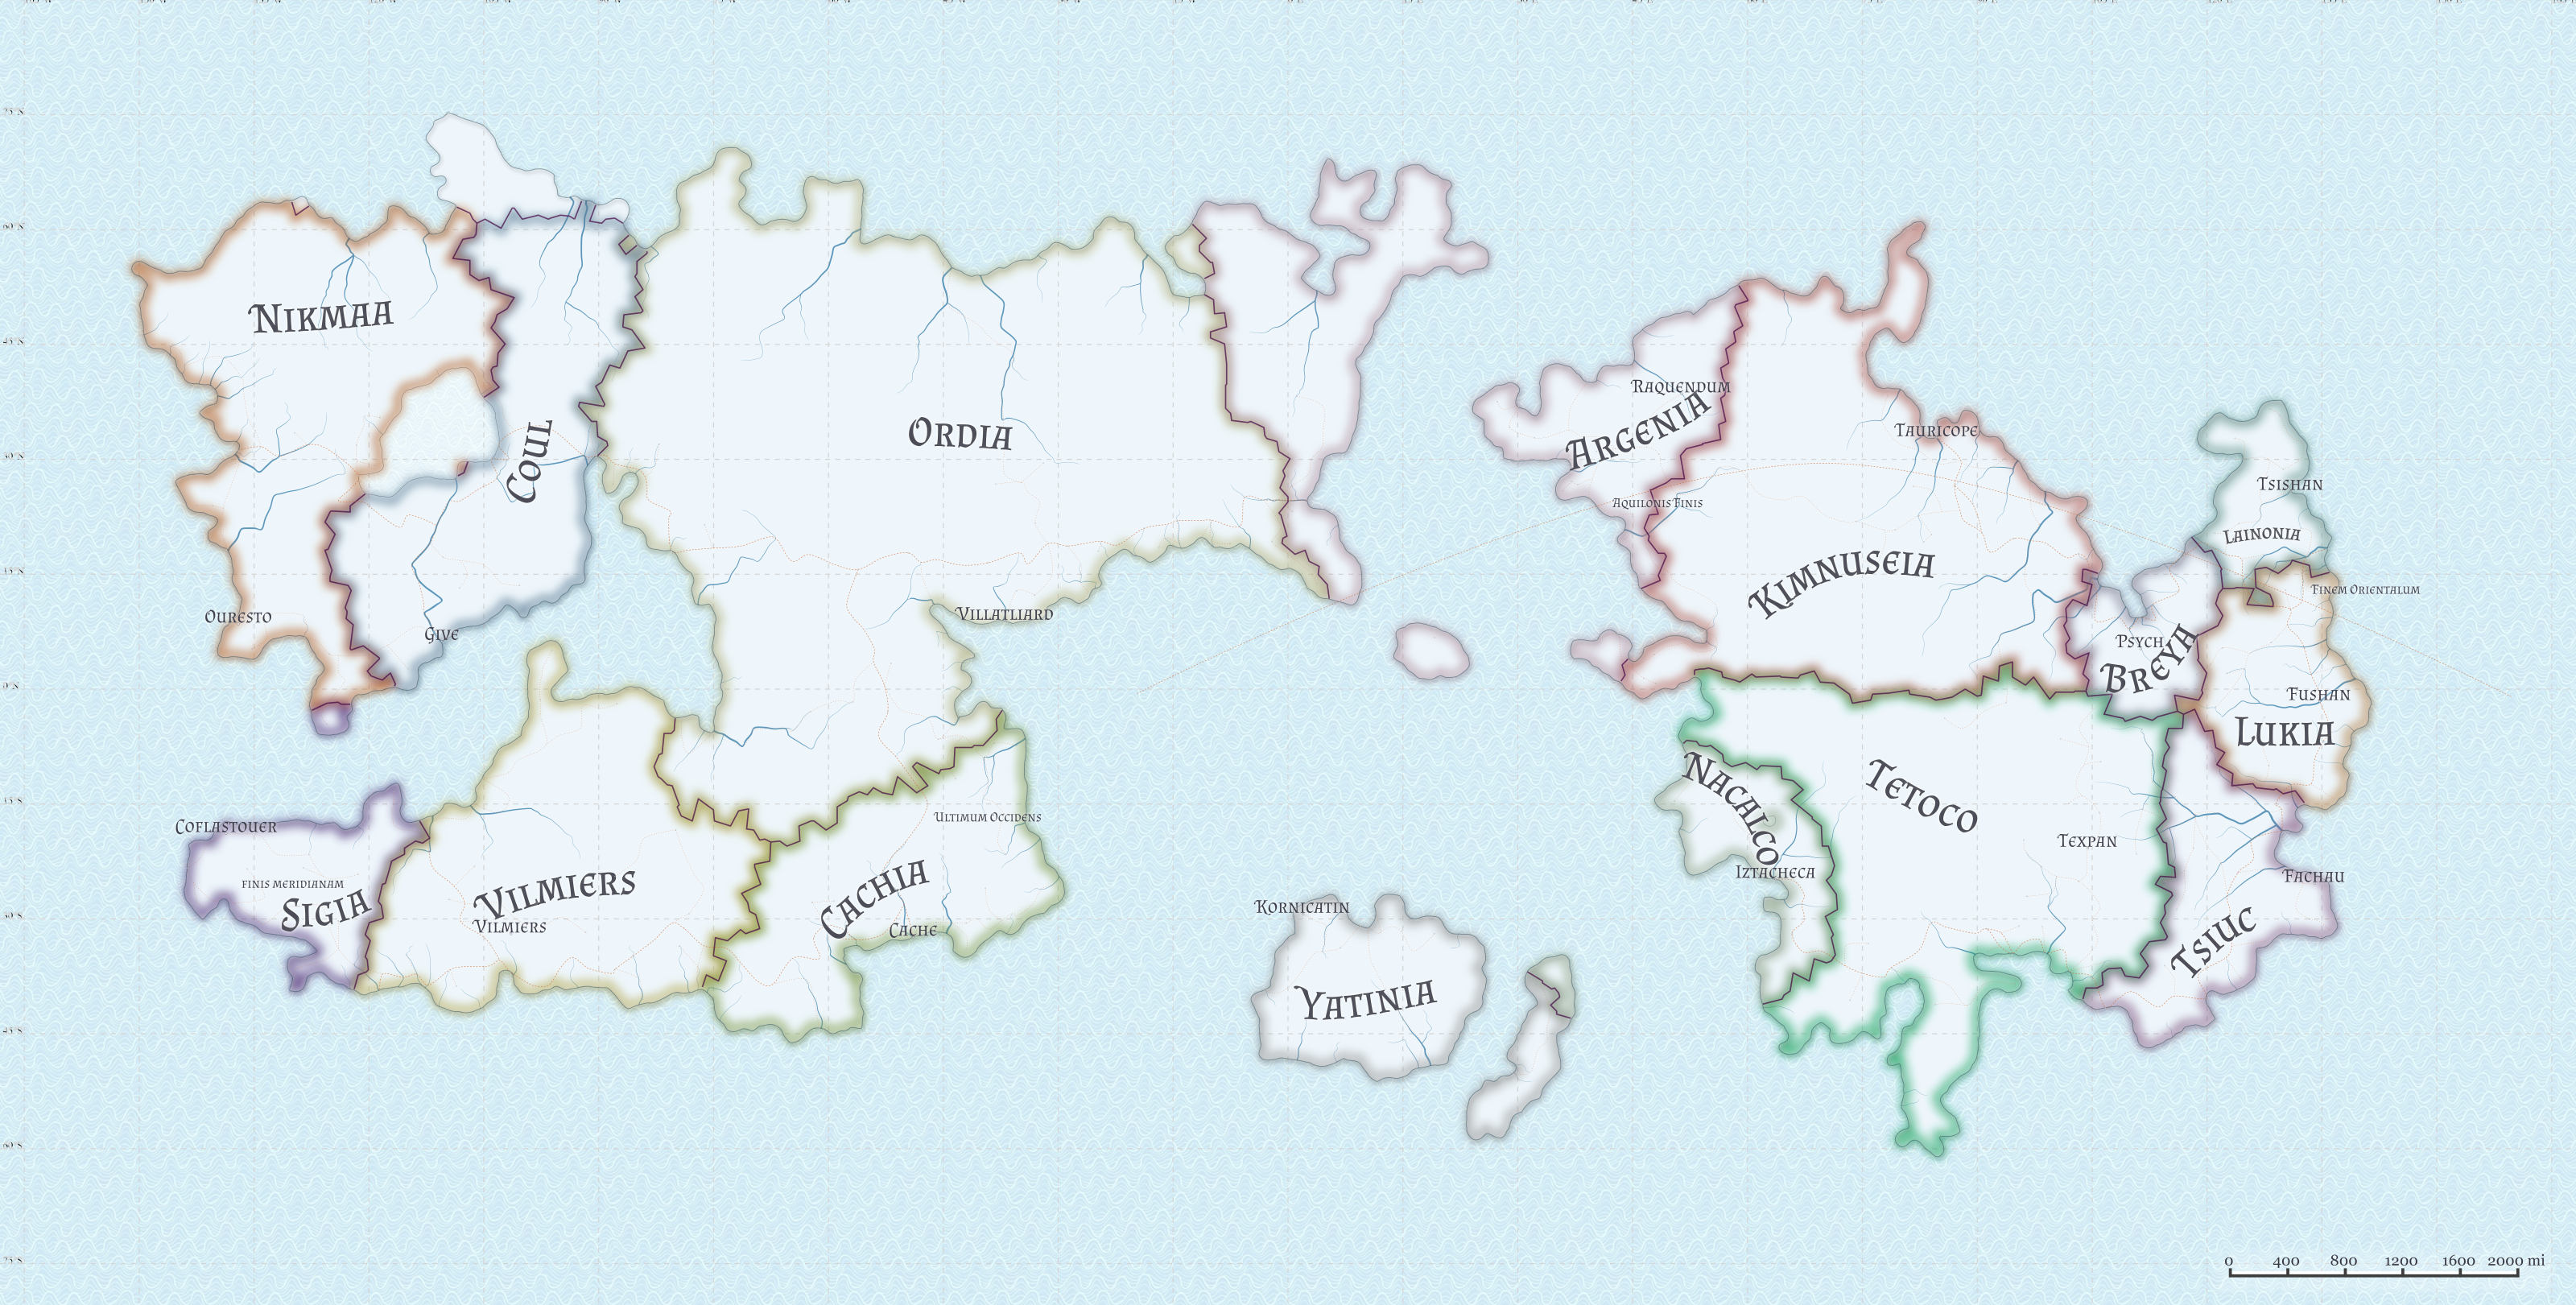 Nikmaa
Coul
Ordia
Raquendum
Argenia
Tauricope
Aquilonis Finis
Kimnuseia
Tsishan
Lainonia
Finem Orientalum
Ouresto
Give
Villatliard
Psych
Breya
Fushan
Lukia
Nacalco
Tetoco
Texpan
Iztacheca
Fachau
Tsiuc
Coflastouer
Finis Meridianam
Sigia
Vilmiers
Vilmiers
Ultimum Occidens
Cachia
Cache
Kornicatin
Yatinia
0 400 800 1200 1600 2000 mi